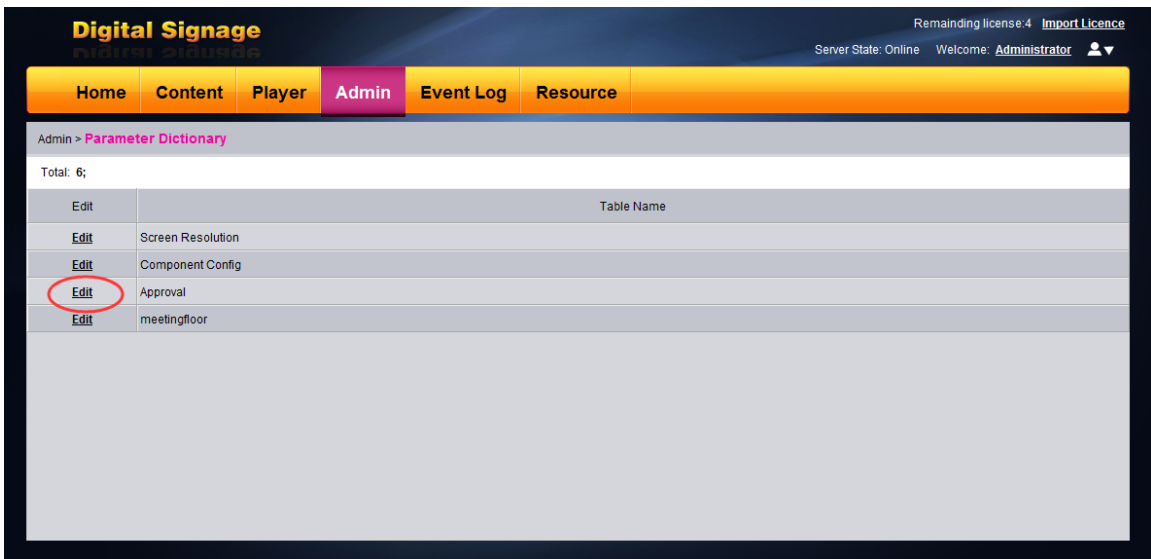 Digital Signage
Remainding license:4 Import Licence
Server State: Online Welcome: Administrator
Home Content Player Admin Event Log Resource
Admin > Parameter Dictionary
Total: 6;
Edit Table Name
Edit Screen Resolution
Edit Component Config
Edit Approval
Edit meetingfloor